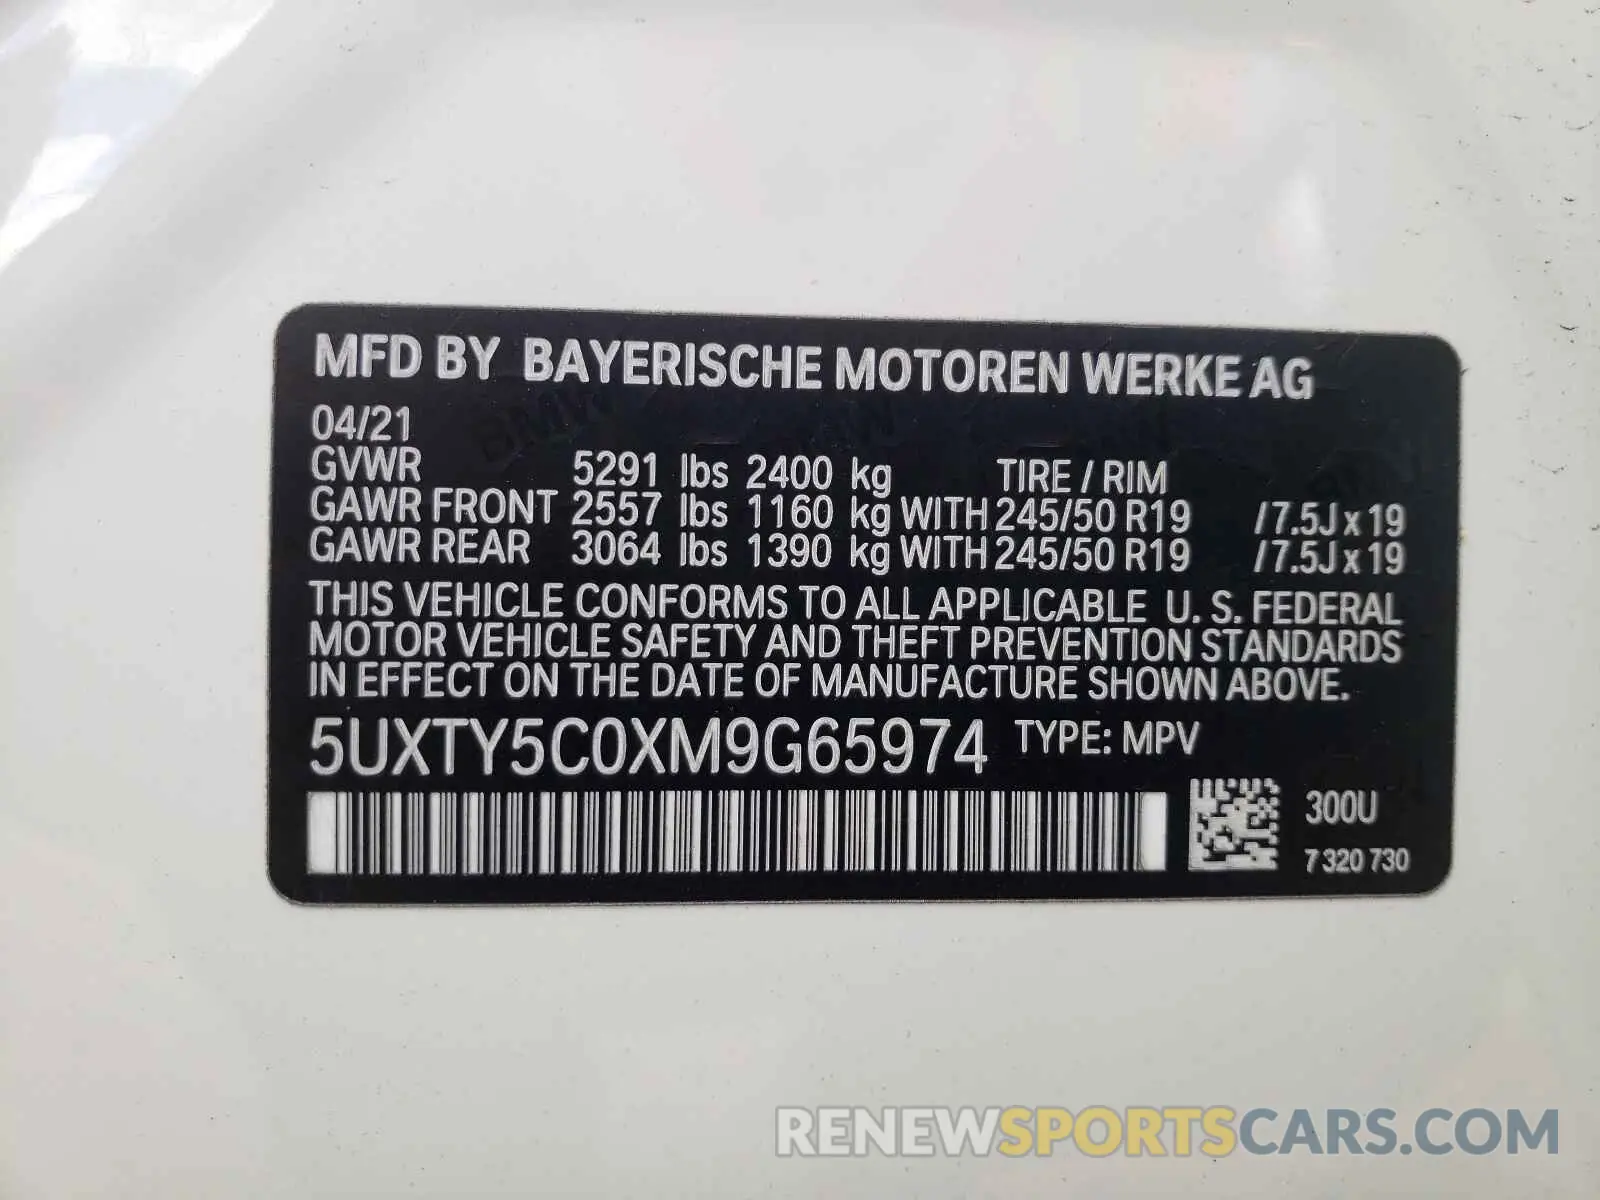 MFD BY BAYERISCHE MOTOREN WERKE AG
04/21
GVWR 5291 lbs 2400 kg TIRE / RIM
GAWR FRONT 2557 lbs 1160 kg WITH 245/50 R19 / 7.5J x 19
GAWR REAR 3064 lbs 1390 kg WITH 245/50 R19 / 7.5J x 19
THIS VEHICLE CONFORMS TO ALL APPLICABLE U. S. FEDERAL
MOTOR VEHICLE SAFETY AND THEFT PREVENTION STANDARDS
IN EFFECT ON THE DATE OF MANUFACTURE SHOWN ABOVE.
5UXTY5C0XM9G65974 TYPE: MPV
300U
7 320 730
RENEWSPORTSCARS.COM